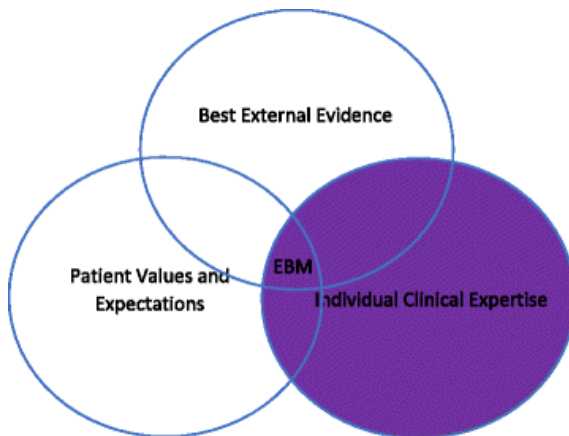 Best External Evidence
EBM
Patient Values and
Expectations
Individual Clinical Expertise